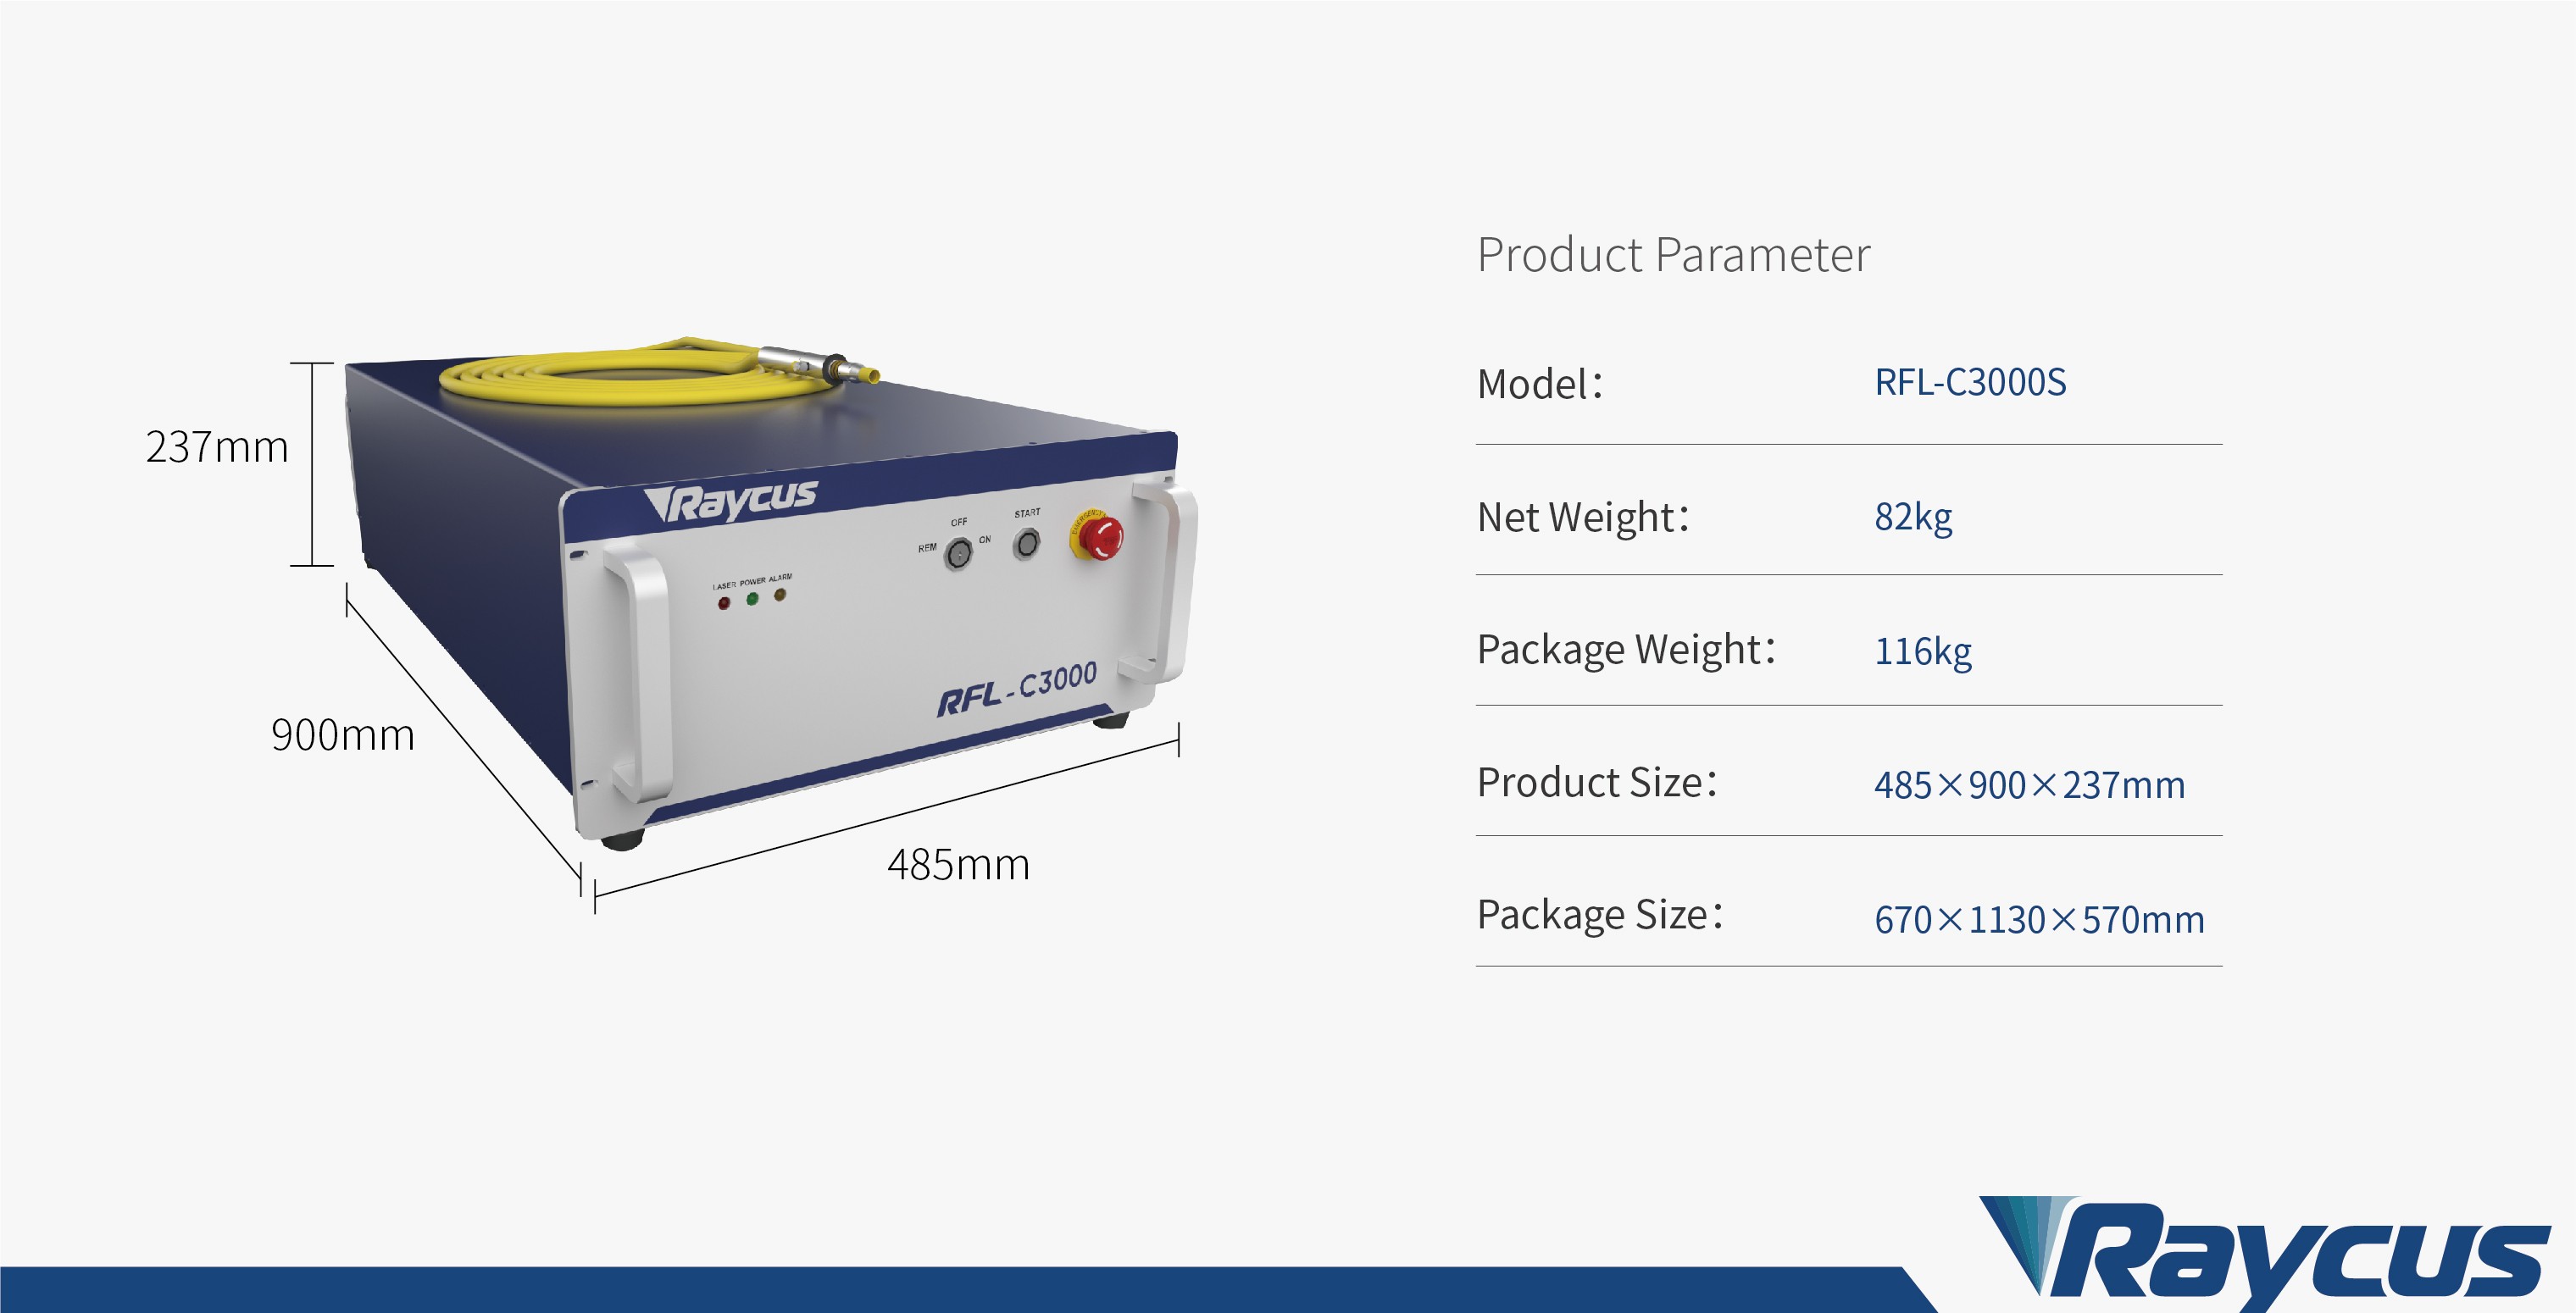 Product Parameter
Model: RFL-C3000S
Net Weight: 82kg
Package Weight: 116kg
Product Size: 485×900×237mm
Package Size: 670×1130×570mm
237mm
900mm
485mm
Raycus
OFF
REM
ON
START
EMERGENCY
LASER POWER ALARM
RFL-C3000
Raycus